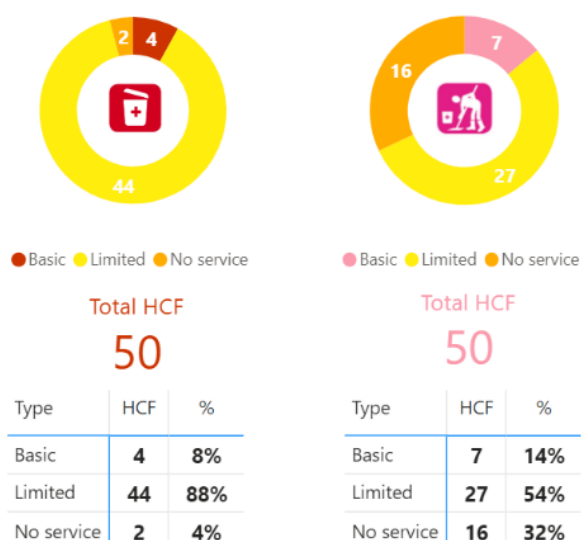 2 4
44
Basic Limited No service
Total HCF
50
Type HCF %
Basic 4 8%
Limited 44 88%
No service 2 4%
7
16
27
Basic Limited No service
Total HCF
50
Type HCF %
Basic 7 14%
Limited 27 54%
No service 16 32%